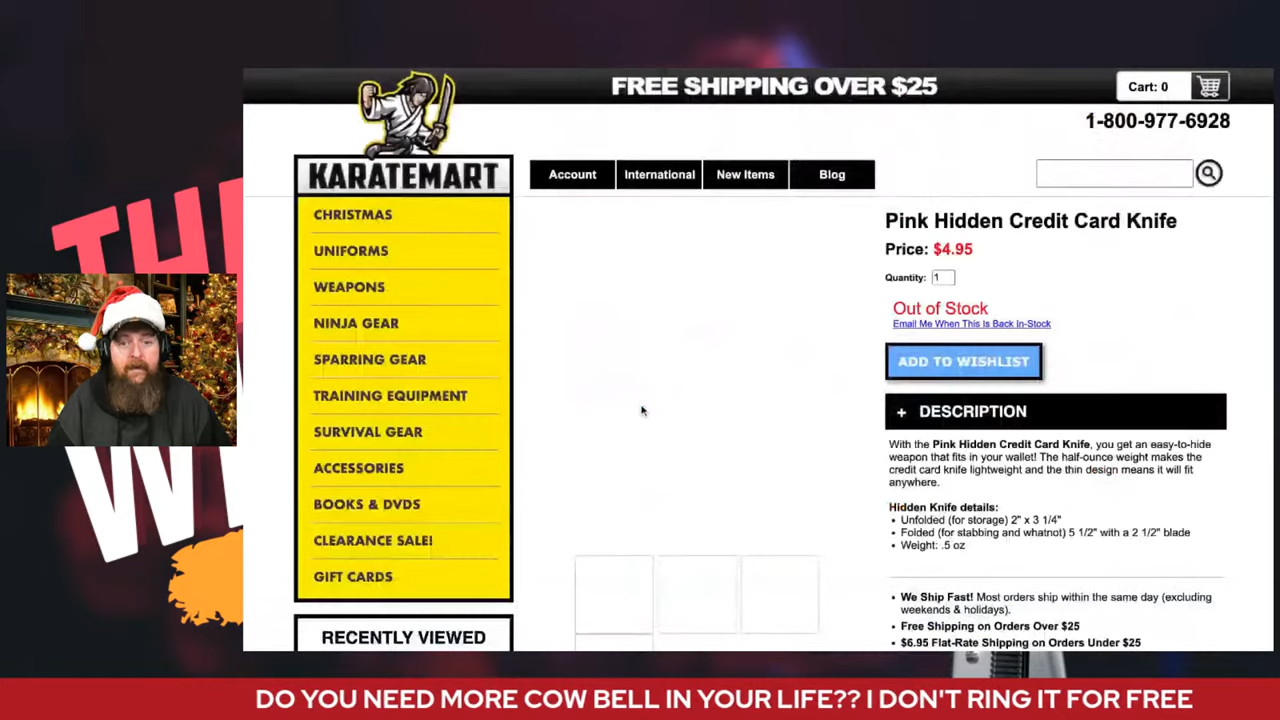 FREE SHIPPING OVER $25
Cart: 0
1-800-977-6928
KARATEMART
Account
International
New Items
Blog
CHRISTMAS
UNIFORMS
WEAPONS
NINJA GEAR
SPARRING GEAR
TRAINING EQUIPMENT
SURVIVAL GEAR
ACCESSORIES
BOOKS & DVDS
CLEARANCE SALE!
GIFT CARDS
RECENTLY VIEWED
Pink Hidden Credit Card Knife
Price: $4.95
Quantity: 1
Out of Stock
Email Me When This Is Back In-Stock
ADD TO WISHLIST
+ DESCRIPTION
With the Pink Hidden Credit Card Knife, you get an easy-to-hide
weapon that fits in your wallet! The half-ounce weight makes the
credit card knife lightweight and the thin design means it will fit
anywhere.
Hidden Knife details:
• Unfolded (for storage) 2" x 3 1/4"
• Folded (for stabbing and whatnot) 5 1/2" with a 2 1/2" blade
• Weight: .5 oz
• We Ship Fast! Most orders ship within the same day (excluding
weekends & holidays).
• Free Shipping on Orders Over $25
• $6.95 Flat-Rate Shipping on Orders Under $25
DO YOU NEED MORE COW BELL IN YOUR LIFE?? I DON'T RING IT FOR FREE